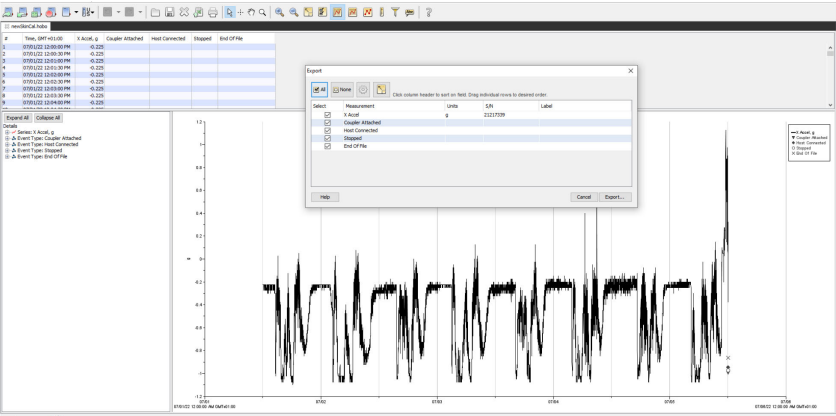 newSkinCal.hobo
# Time, GMT+01:00 X Accel, g Coupler Attached Host Connected Stopped End Of File
1 07/01/22 12:00:00 PM -0.225
2 07/01/22 12:00:30 PM -0.225
3 07/01/22 12:01:00 PM -0.225
4 07/01/22 12:01:30 PM -0.225
5 07/01/22 12:02:00 PM -0.225
6 07/01/22 12:02:30 PM -0.225
7 07/01/22 12:03:00 PM -0.225
8 07/01/22 12:03:30 PM -0.225
9 07/01/22 12:04:00 PM -0.225
Expand All Collapse All
Details
Series: X Accel, g
Event Type: Coupler Attached
Event Type: Host Connected
Event Type: Stopped
Event Type: End Of File
Export
All None
Click column header to sort on field. Drag individual rows to desired order.
Select Measurement Units S/N Label
X Accel g 21217339
Coupler Attached
Host Connected
Stopped
End Of File
Help Cancel Export...
X Accel, g
Coupler Attached
Host Connected
Stopped
End Of File
1.2
1
0.4
0.2
0
-0.2
-0.4
-0.6
-0.8
-1
-1.2
07/01 07/02 07/03 07/04 07/05 07/06
07/01/22 12:00:00 AM GMT+01:00 07/06/22 12:00:00 AM GMT+01:00